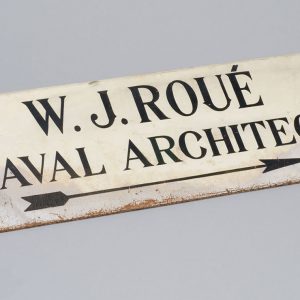 W. J. ROUÉ
AVAL ARCHITEC